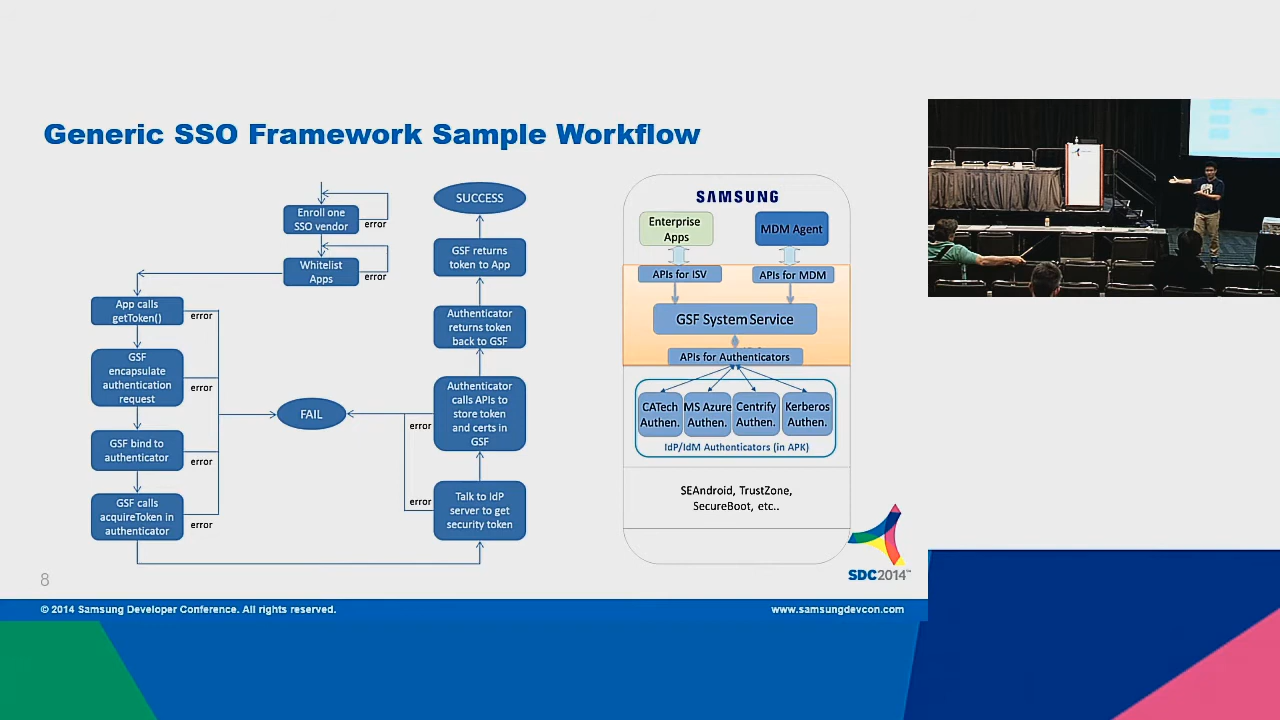 Generic SSO Framework Sample Workflow
Enroll one
SSO vendor
error
Whitelist
Apps
error
App calls
getToken()
error
GSF
encapsulate
authentication
request
error
GSF bind to
authenticator
error
GSF calls
acquireToken in
authenticator
error
FAIL
SUCCESS
GSF returns
token to App
Authenticator
returns token
back to GSF
Authenticator
calls APIs to
store token
and certs in
GSF
error
Talk to IdP
server to get
security token
error
SAMSUNG
Enterprise
Apps
MDM Agent
APIs for ISV
APIs for MDM
GSF System Service
APIs for Authenticators
CATech
Authen.
MS Azure
Authen.
Centrify
Authen.
Kerberos
Authen.
IdP/IdM Authenticators (in APK)
SEAndroid, TrustZone,
SecureBoot, etc..
SDC2014™
8
© 2014 Samsung Developer Conference. All rights reserved.
www.samsungdevcon.com